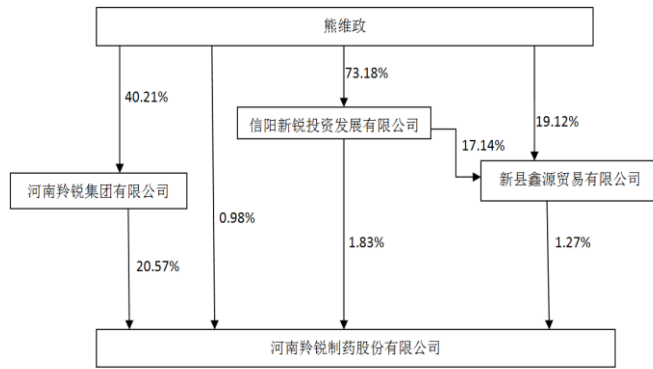 熊维政
73.18%
40.21%
19.12%
信阳新锐投资发展有限公司
17.14%
河南羚锐集团有限公司
新县鑫源贸易有限公司
0.98%
1.83%
1.27%
20.57%
河南羚锐制药股份有限公司